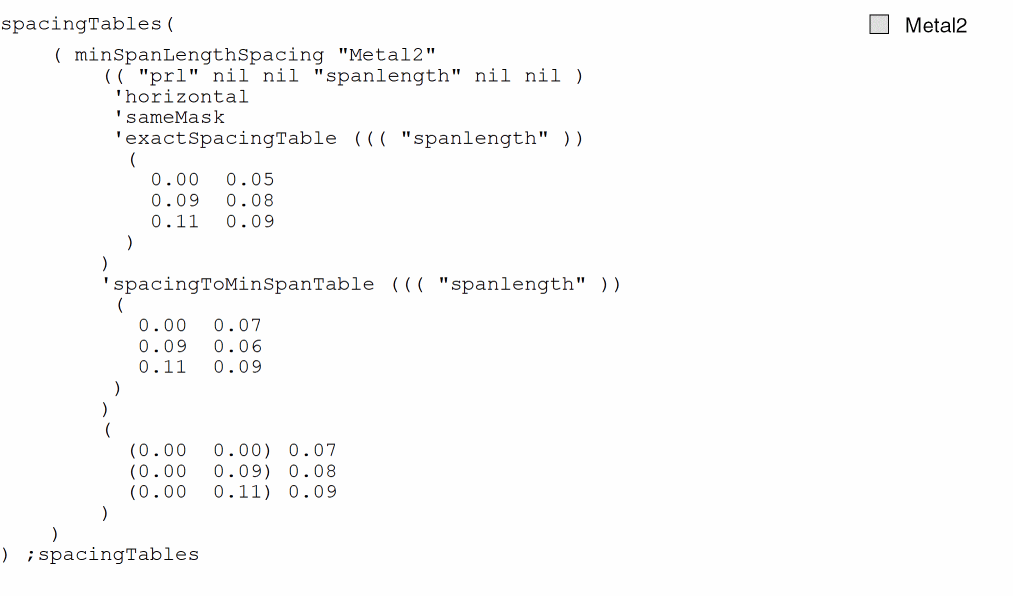 spacingTables(
Metal2
( minSpanLengthSpacing "Metal2"
(( "prl" nil nil "spanlength" nil nil )
'horizontal
'sameMask
'exactSpacingTable ((( "spanlength" ))
(
0.00 0.05
0.09 0.08
0.11 0.09
)
)
'spacingToMinSpanTable ((( "spanlength" ))
(
0.00 0.07
0.09 0.06
0.11 0.09
)
)
(
(0.00 0.00) 0.07
(0.00 0.09) 0.08
(0.00 0.11) 0.09
)
)
) ;spacingTables